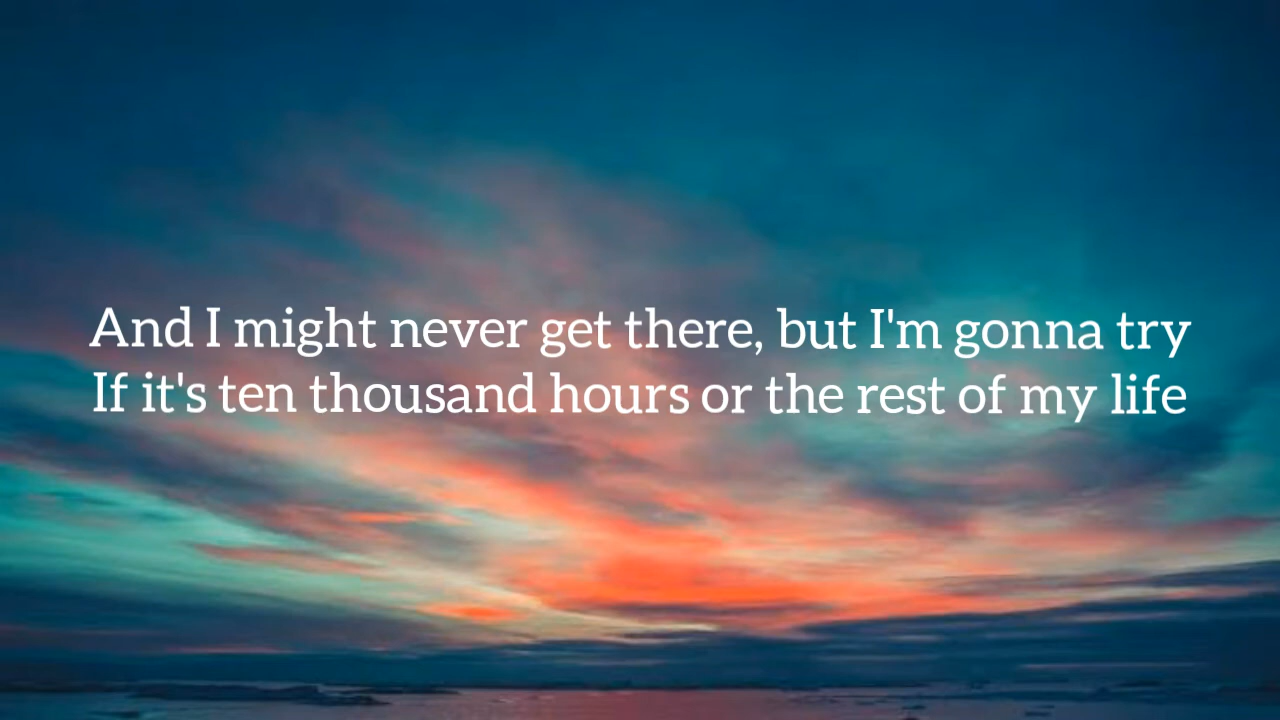 And I might never get there, but I'm gonna try
If it's ten thousand hours or the rest of my life